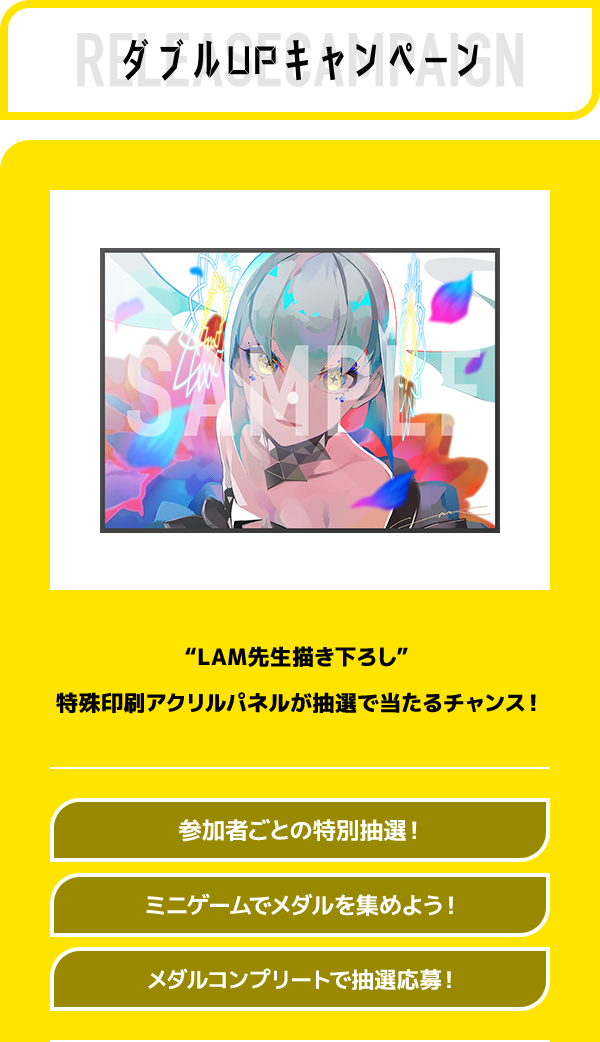 RELEASECAMPAIGN
ダブルUPキャンペーン
SAMPLE
“LAM先生描き下ろし”
特殊印刷アクリルパネルが抽選で当たるチャンス！
参加者ごとの特別抽選！
ミニゲームでメダルを集めよう！
メダルコンプリートで抽選応募！